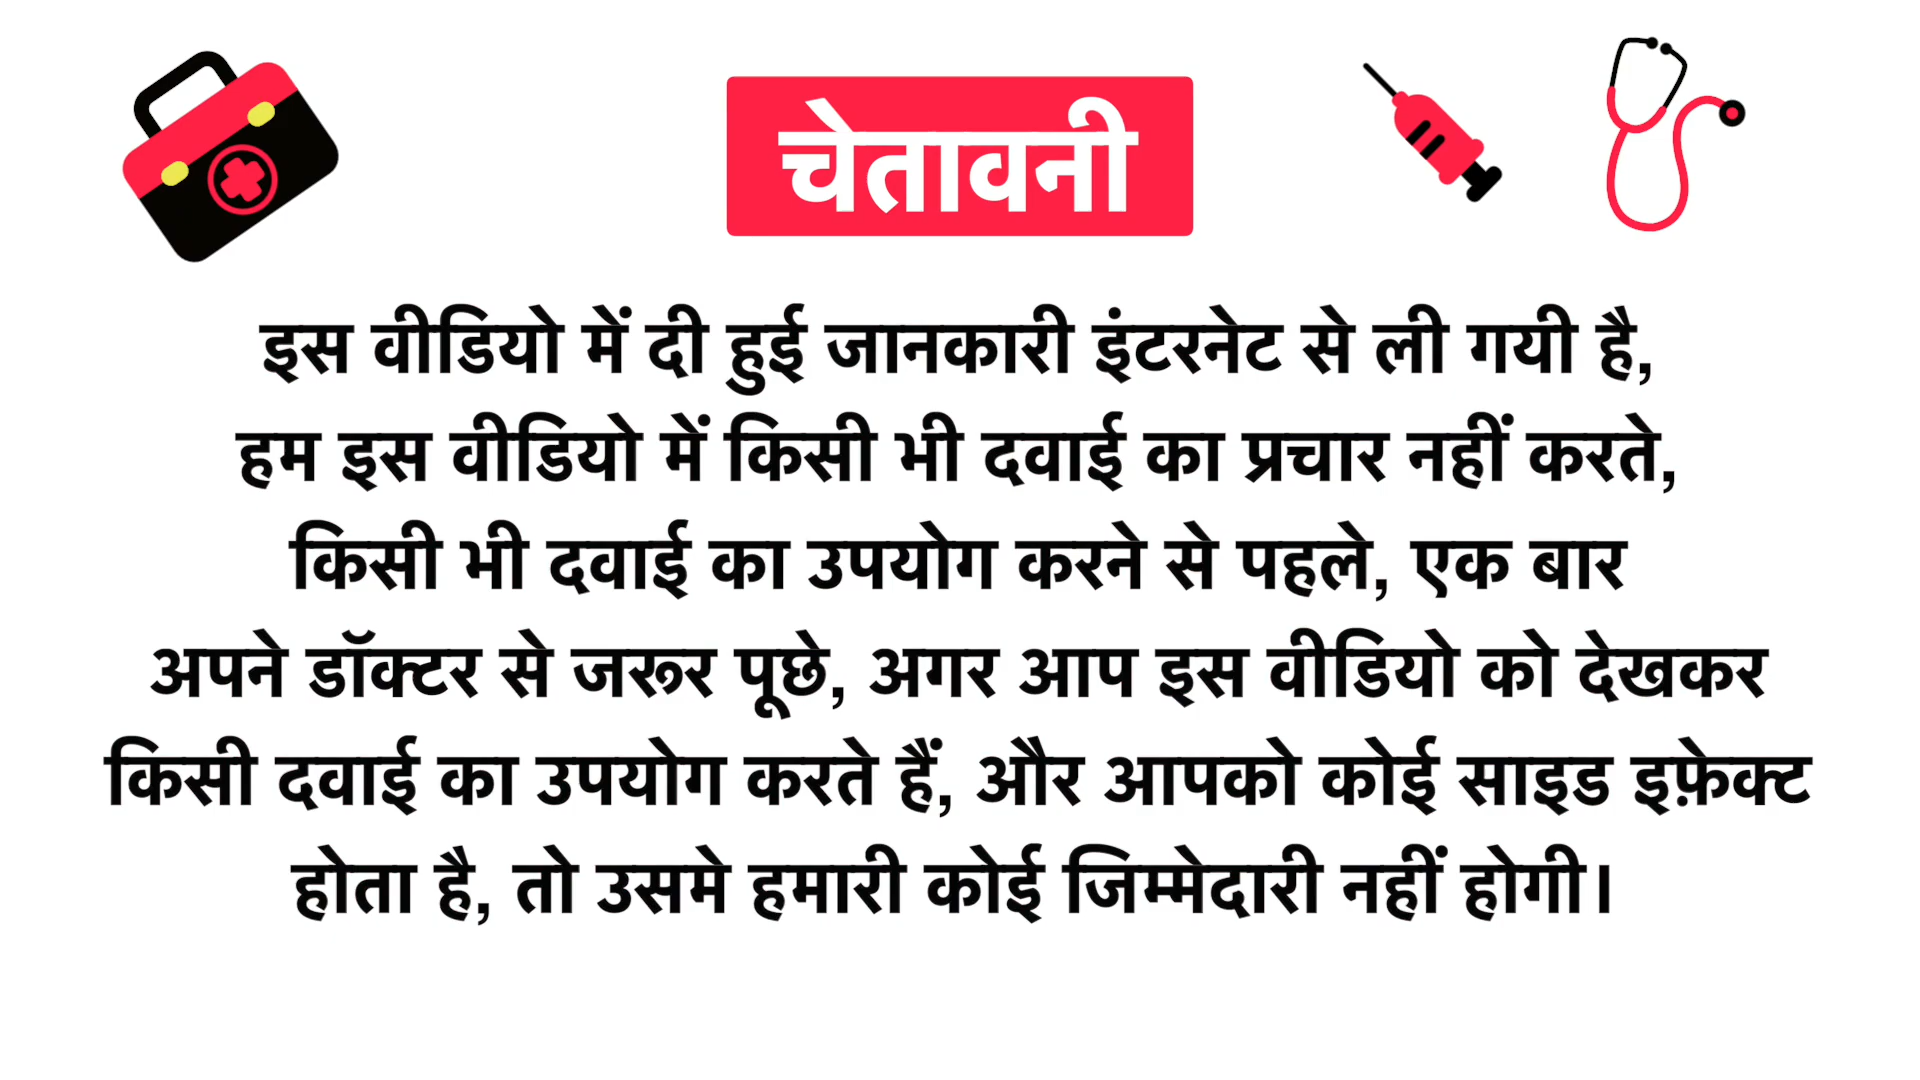 चेतावनी
इस वीडियो में दी हुई जानकारी इंटरनेट से ली गयी है,
हम इस वीडियो में किसी भी दवाई का प्रचार नहीं करते,
किसी भी दवाई का उपयोग करने से पहले, एक बार
अपने डॉक्टर से जरूर पूछे, अगर आप इस वीडियो को देखकर
किसी दवाई का उपयोग करते हैं, और आपको कोई साइड इफ़ेक्ट
होता है, तो उसमे हमारी कोई जिम्मेदारी नहीं होगी।